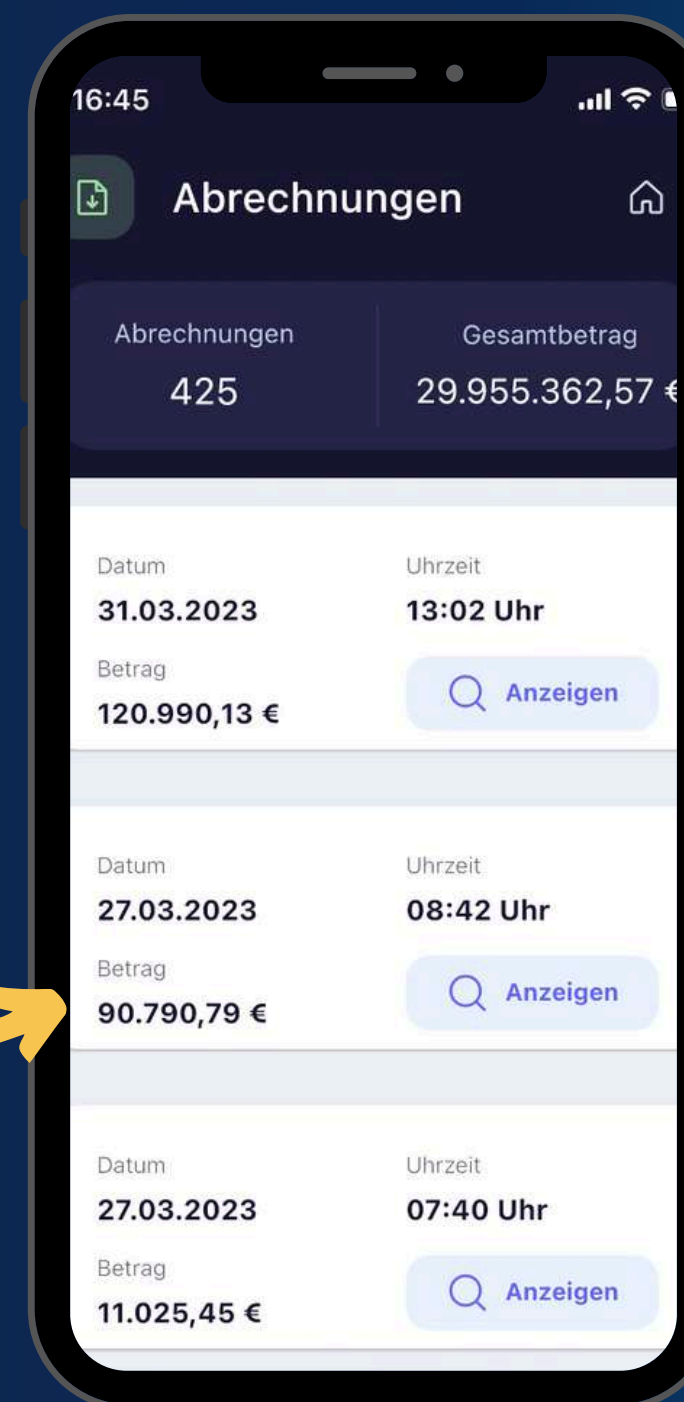 16:45
Abrechnungen
Abrechnungen Gesamtbetrag
425 29.955.362,57 €
Datum Uhrzeit
31.03.2023 13:02 Uhr
Betrag
120.990,13 € Anzeigen
Datum Uhrzeit
27.03.2023 08:42 Uhr
Betrag
90.790,79 € Anzeigen
Datum Uhrzeit
27.03.2023 07:40 Uhr
Betrag
11.025,45 € Anzeigen